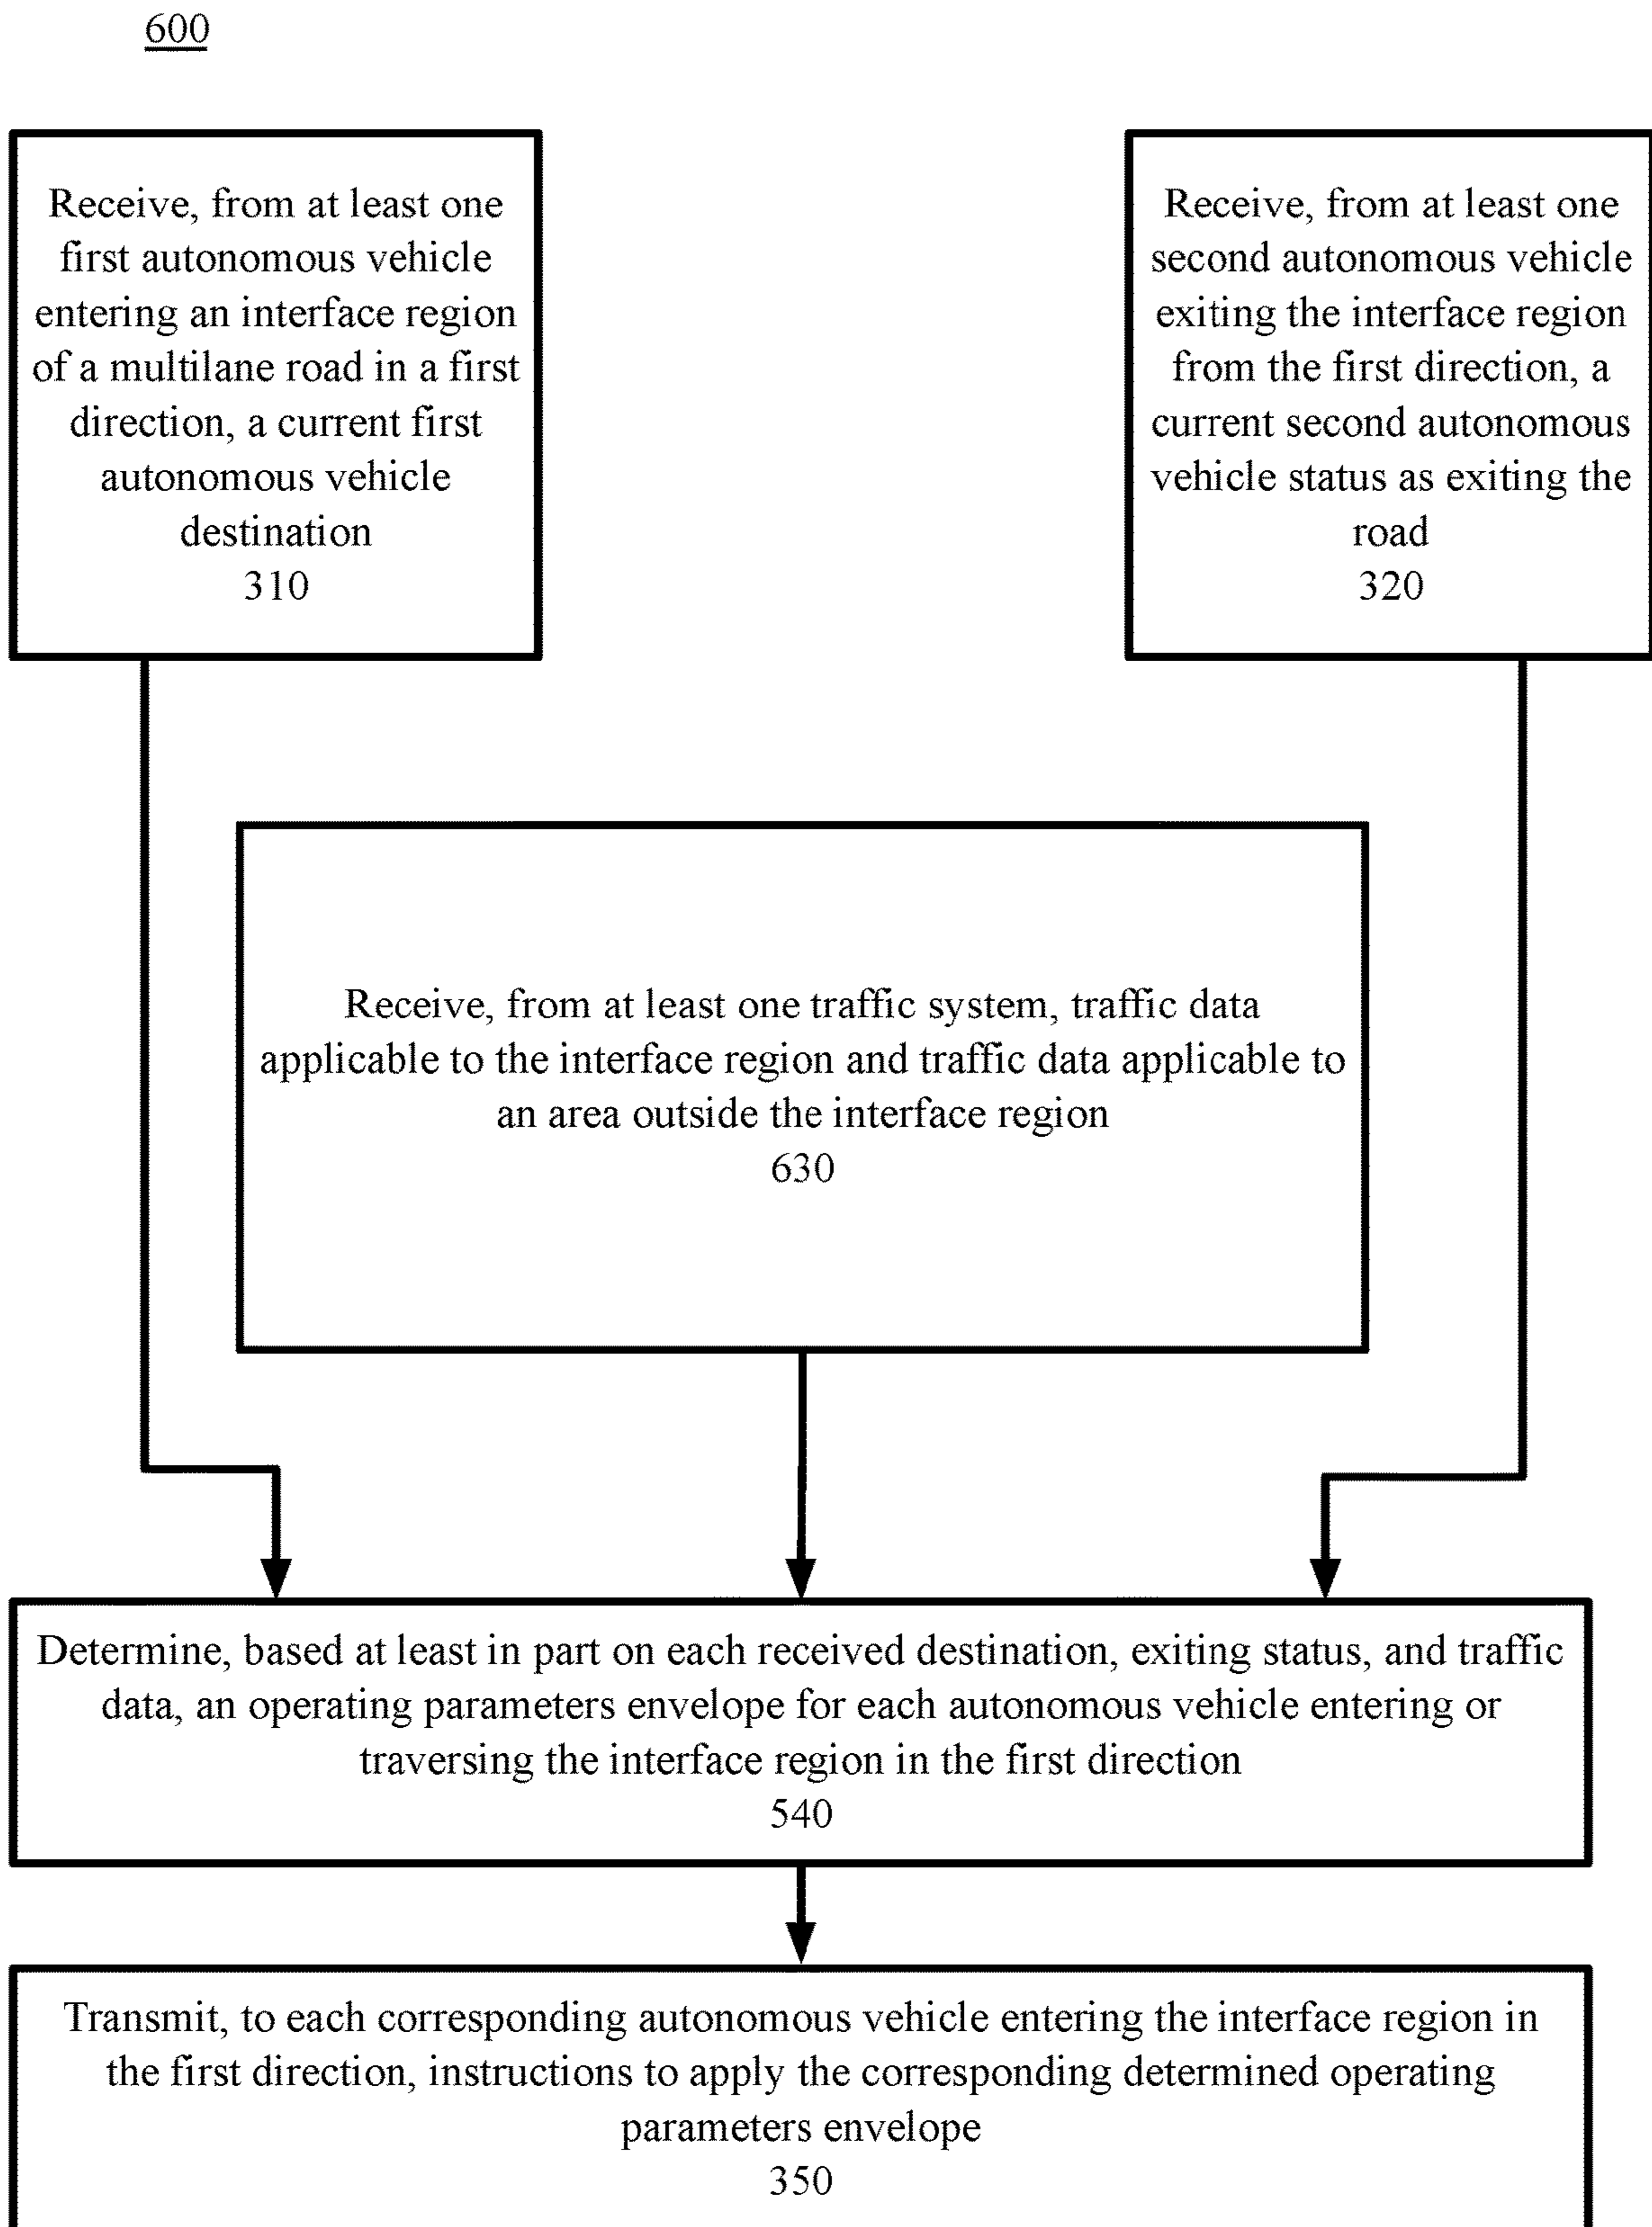 600
Receive, from at least one
first autonomous vehicle
entering an interface region
of a multilane road in a first
direction, a current first
autonomous vehicle
destination
310
Receive, from at least one
second autonomous vehicle
exiting the interface region
from the first direction, a
current second autonomous
vehicle status as exiting the
road
320
Receive, from at least one traffic system, traffic data
applicable to the interface region and traffic data applicable to
an area outside the interface region
630
Determine, based at least in part on each received destination, exiting status, and traffic
data, an operating parameters envelope for each autonomous vehicle entering or
traversing the interface region in the first direction
540
Transmit, to each corresponding autonomous vehicle entering the interface region in
the first direction, instructions to apply the corresponding determined operating
parameters envelope
350